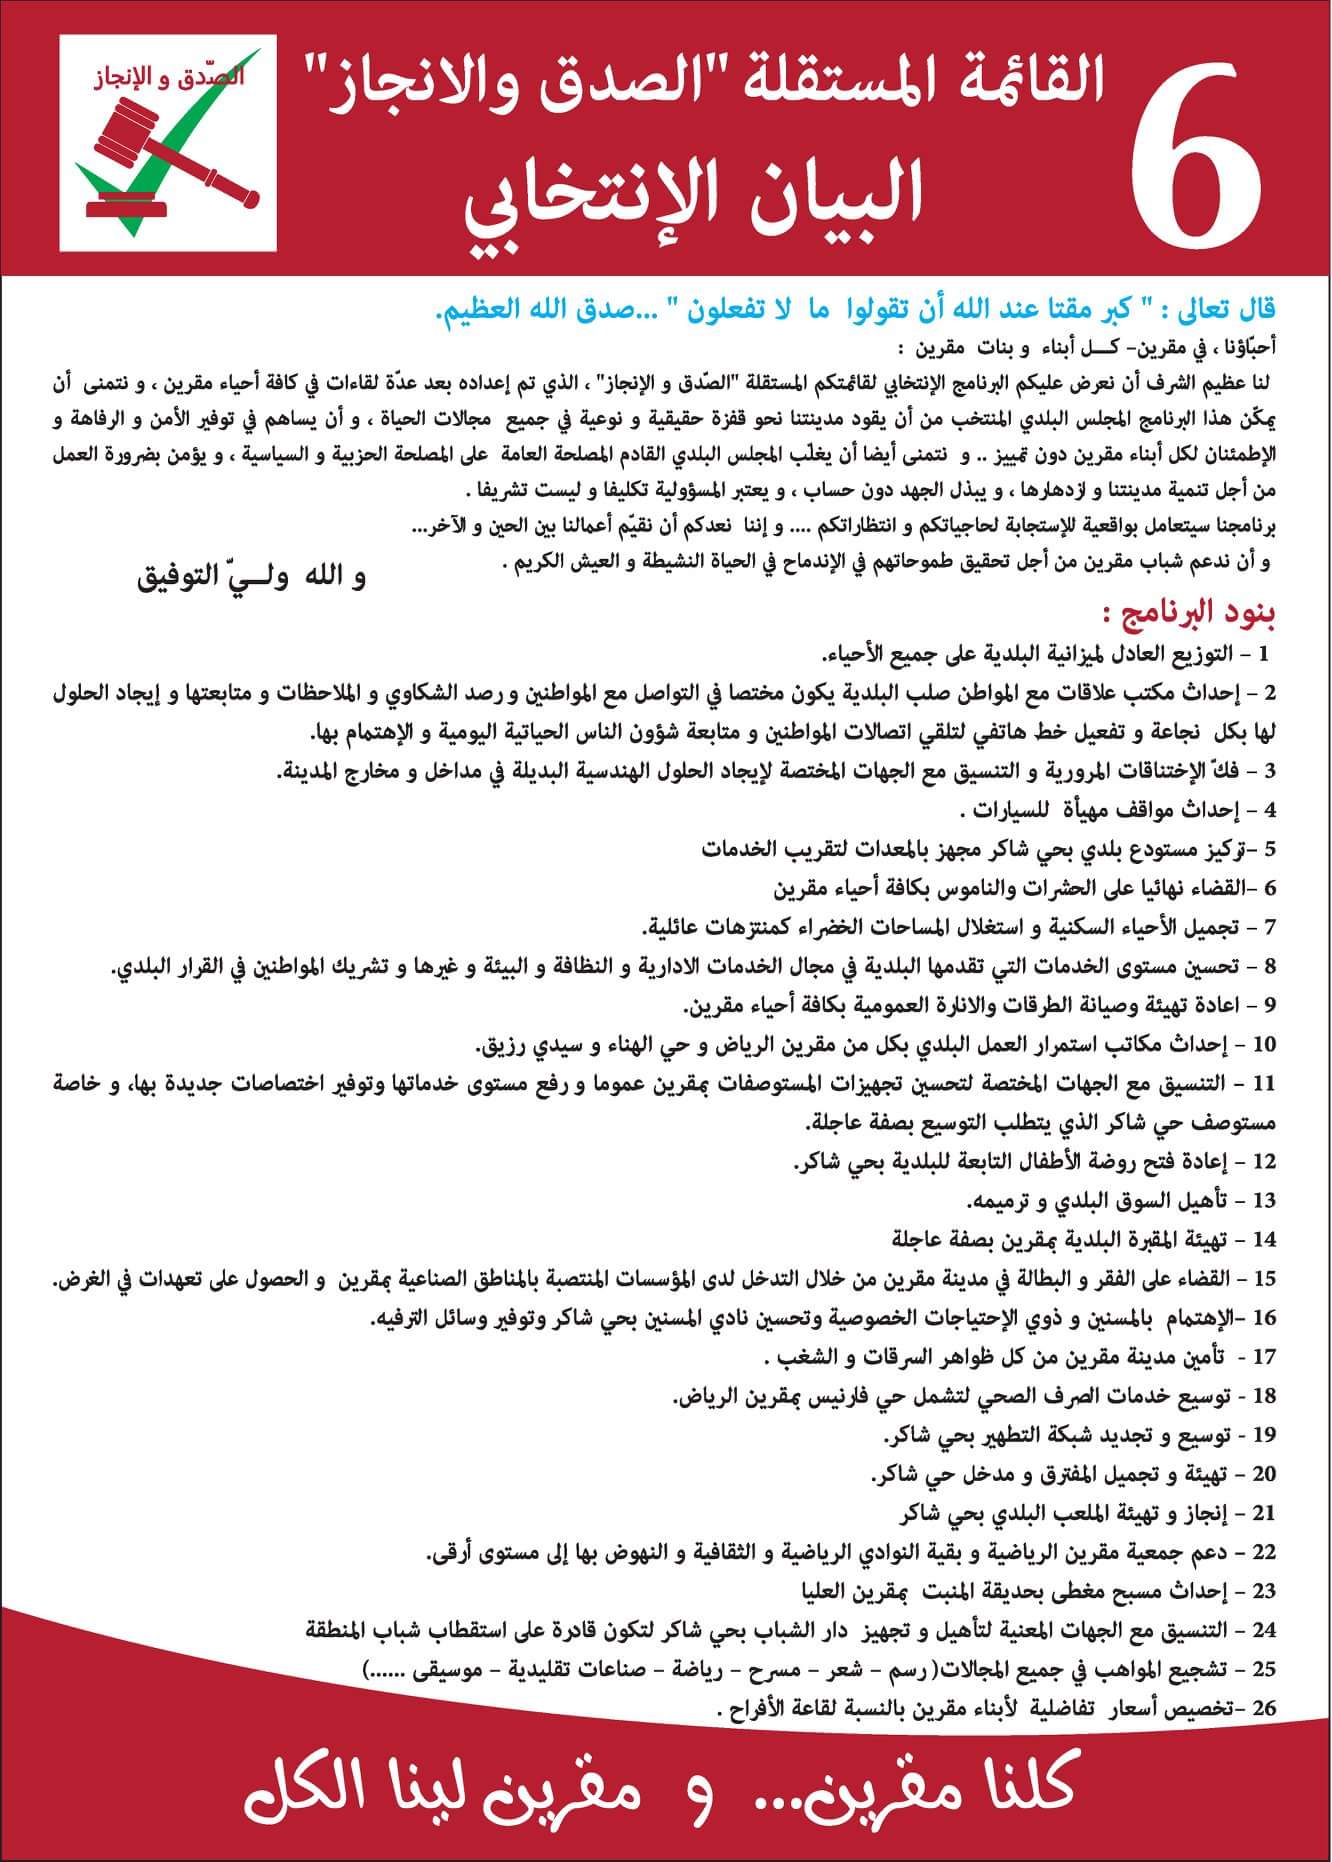 6
القائمة المستقلة "الصدق والانجاز"
البيان الإنتخابي
الصّدق و الإنجاز
قال تعالى : " كبر مقتا عند الله أن تقولوا ما لا تفعلون " ...صدق الله العظيم.
أحبّاؤنا ، في مقرين- كـــل أبناء و بنات مقرين :
لنا عظيم الشرف أن نعرض عليكم البرنامج الإنتخابي لقائمتكم المستقلة "الصّدق و الإنجاز" ، الذي تم إعداده بعد عدّة لقاءات في كافة أحياء مقرين ، و نتمنى أن
يمكّن هذا البرنامج المجلس البلدي المنتخب من أن يقود مدينتنا نحو قفزة حقيقية و نوعية في جميع مجالات الحياة ، و أن يساهم في توفير الأمن و الرفاهة و
الإطمئنان لكل أبناء مقرين دون تمييز .. و نتمنى أيضا أن يغلّب المجلس البلدي القادم المصلحة العامة على المصلحة الحزبية و السياسية ، و يؤمن بضرورة العمل
من أجل تنمية مدينتنا و ازدهارها ، و يبذل الجهد دون حساب ، و يعتبر المسؤولية تكليفا و ليست تشريفا .
برنامجنا سيتعامل بواقعية للإستجابة لحاجياتكم و انتظاراتكم .... و إننا نعدكم أن نقيّم أعمالنا بين الحين و الآخر...
و أن ندعم شباب مقرين من أجل تحقيق طموحاتهم في الإندماح في الحياة النشيطة و العيش الكريم .
و الله ولـــيّ التوفيق
بنود البرنامج :
1 – التوزيع العادل لميزانية البلدية على جميع الأحياء.
2 – إحداث مكتب علاقات مع المواطن صلب البلدية يكون مختصا في التواصل مع المواطنين و رصد الشكاوي و الملاحظات و متابعتها و إيجاد الحلول
لها بكل نجاعة و تفعيل خط هاتفي لتلقي اتصالات المواطنين و متابعة شؤون الناس الحياتية اليومية و الإهتمام بها.
3 – فكّ الإختناقات المرورية و التنسيق مع الجهات المختصة لإيجاد الحلول الهندسية البديلة في مداخل و مخارج المدينة.
4 – إحداث مواقف مهيأة للسيارات .
5 –تركيز مستودع بلدي بحي شاكر مجهز بالمعدات لتقريب الخدمات
6 –القضاء نهائيا على الحشرات والناموس بكافة أحياء مقرين
7 – تجميل الأحياء السكنية و استغلال المساحات الخضراء كمنتزهات عائلية.
8 – تحسين مستوى الخدمات التي تقدمها البلدية في مجال الخدمات الادارية و النظافة و البيئة و غيرها و تشريك المواطنين في القرار البلدي.
9 – اعادة تهيئة وصيانة الطرقات والانارة العمومية بكافة أحياء مقرين.
10 – إحداث مكاتب استمرار العمل البلدي بكل من مقرين الرياض و حي الهناء و سيدي رزيق.
11 – التنسيق مع الجهات المختصة لتحسين تجهيزات المستوصفات بمقرين عموما و رفع مستوى خدماتها وتوفير اختصاصات جديدة بها، و خاصة
مستوصف حي شاكر الذي يتطلب التوسيع بصفة عاجلة.
12 – إعادة فتح روضة الأطفال التابعة للبلدية بحي شاكر.
13 – تأهيل السوق البلدي و ترميمه.
14 – تهيئة المقبرة البلدية بمقرين بصفة عاجلة
15 – القضاء على الفقر و البطالة في مدينة مقرين من خلال التدخل لدى المؤسسات المنتصبة بالمناطق الصناعية بمقرين و الحصول على تعهدات في الغرض.
16 –الإهتمام بالمسنين و ذوي الإحتياجات الخصوصية وتحسين نادي المسنين بحي شاكر وتوفير وسائل الترفيه.
17 - تأمين مدينة مقرين من كل ظواهر السرقات و الشغب .
18 - توسيع خدمات الصرف الصحي لتشمل حي فارنيس بمقرين الرياض.
19 - توسيع و تجديد شبكة التطهير بحي شاكر.
20 – تهيئة و تجميل المفترق و مدخل حي شاكر.
21 – إنجاز و تهيئة الملعب البلدي بحي شاكر
22 – دعم جمعية مقرين الرياضية و بقية النوادي الرياضية و الثقافية و النهوض بها إلى مستوى أرقى.
23 – إحداث مسبح مغطى بحديقة المنبت بمقرين العليا
24 – التنسيق مع الجهات المعنية لتأهيل و تجهيز دار الشباب بحي شاكر لتكون قادرة على استقطاب شباب المنطقة
25 – تشجيع المواهب في جميع المجالات( رسم – شعر – مسرح – رياضة – صناعات تقليدية – موسيقى ......)
26 –تخصيص أسعار تفاضلية لأبناء مقرين بالنسبة لقاعة الأفراح .
كلنا مقرين... و مقرين لينا الكل